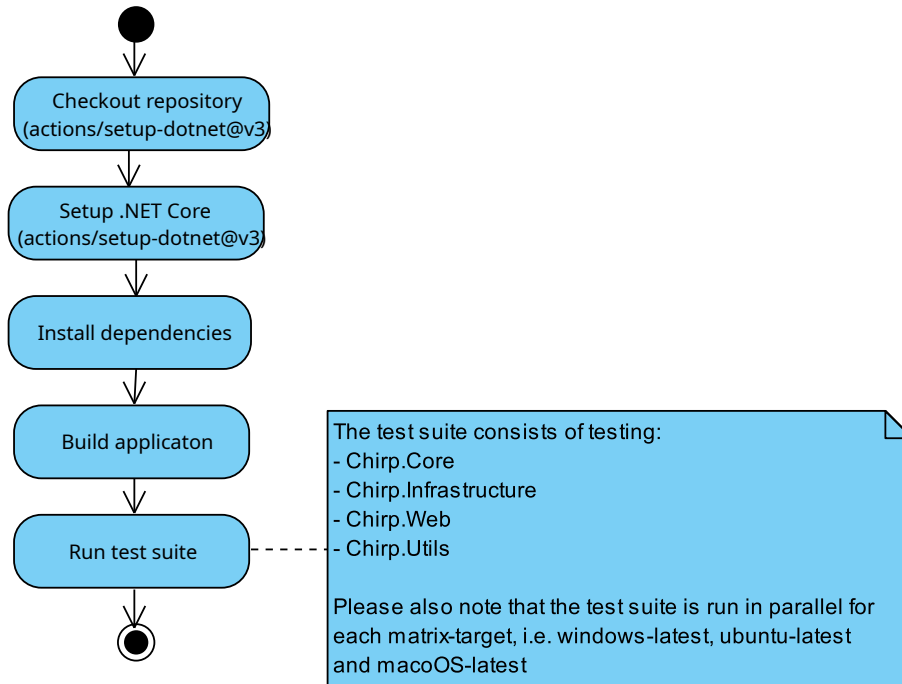 Checkout repository
(actions/setup-dotnet@v3)
Setup .NET Core
(actions/setup-dotnet@v3)
Install dependencies
Build applicaton
Run test suite
The test suite consists of testing:
- Chirp.Core
- Chirp.Infrastructure
- Chirp.Web
- Chirp.Utils
Please also note that the test suite is run in parallel for
each matrix-target, i.e. windows-latest, ubuntu-latest
and macoOS-latest